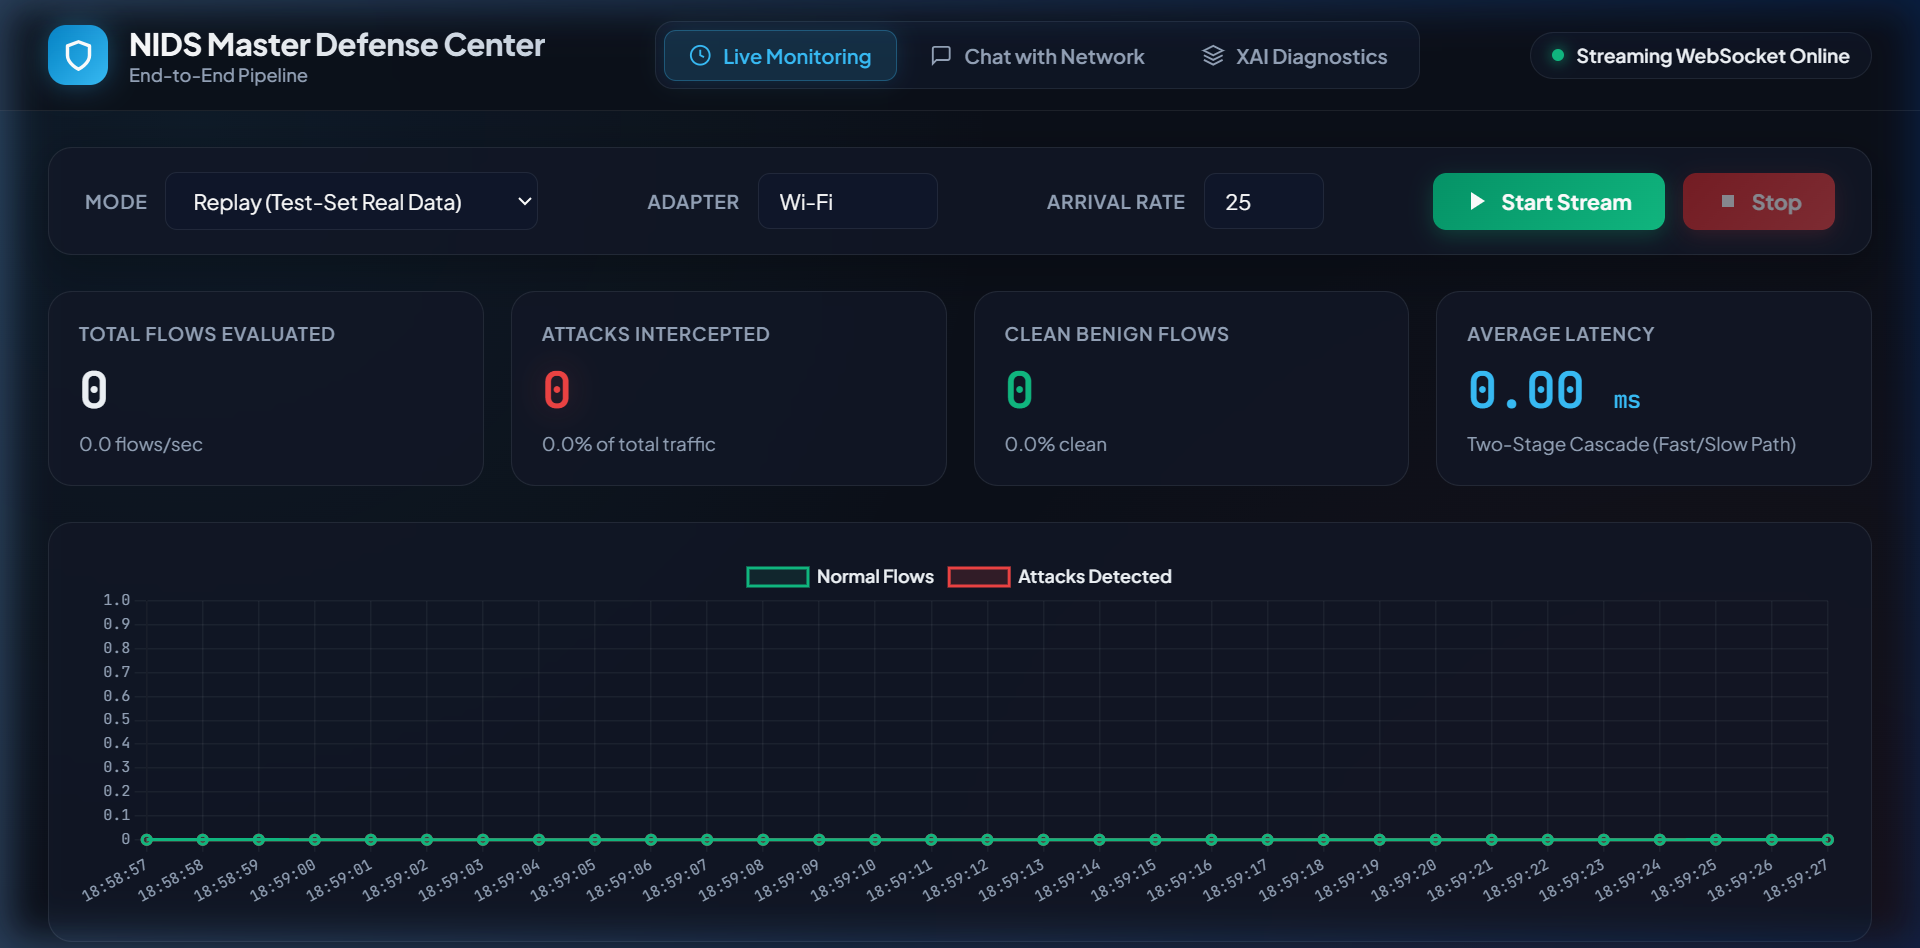 NIDS Master Defense Center
End-to-End Pipeline
Live Monitoring
Chat with Network
XAI Diagnostics
Streaming WebSocket Online
MODE
Replay (Test-Set Real Data)
ADAPTER
Wi-Fi
ARRIVAL RATE
25
Start Stream
Stop
TOTAL FLOWS EVALUATED
0
0.0 flows/sec
ATTACKS INTERCEPTED
0
0.0% of total traffic
CLEAN BENIGN FLOWS
0
0.0% clean
AVERAGE LATENCY
0.00 ms
Two-Stage Cascade (Fast/Slow Path)
Normal Flows
Attacks Detected
1.0
0.9
0.8
0.7
0.6
0.5
0.4
0.3
0.2
0.1
0
18:58:57
18:58:58
18:58:59
18:59:00
18:59:01
18:59:02
18:59:03
18:59:04
18:59:05
18:59:06
18:59:07
18:59:08
18:59:09
18:59:10
18:59:11
18:59:12
18:59:13
18:59:14
18:59:15
18:59:16
18:59:17
18:59:18
18:59:19
18:59:20
18:59:21
18:59:22
18:59:23
18:59:24
18:59:25
18:59:26
18:59:27